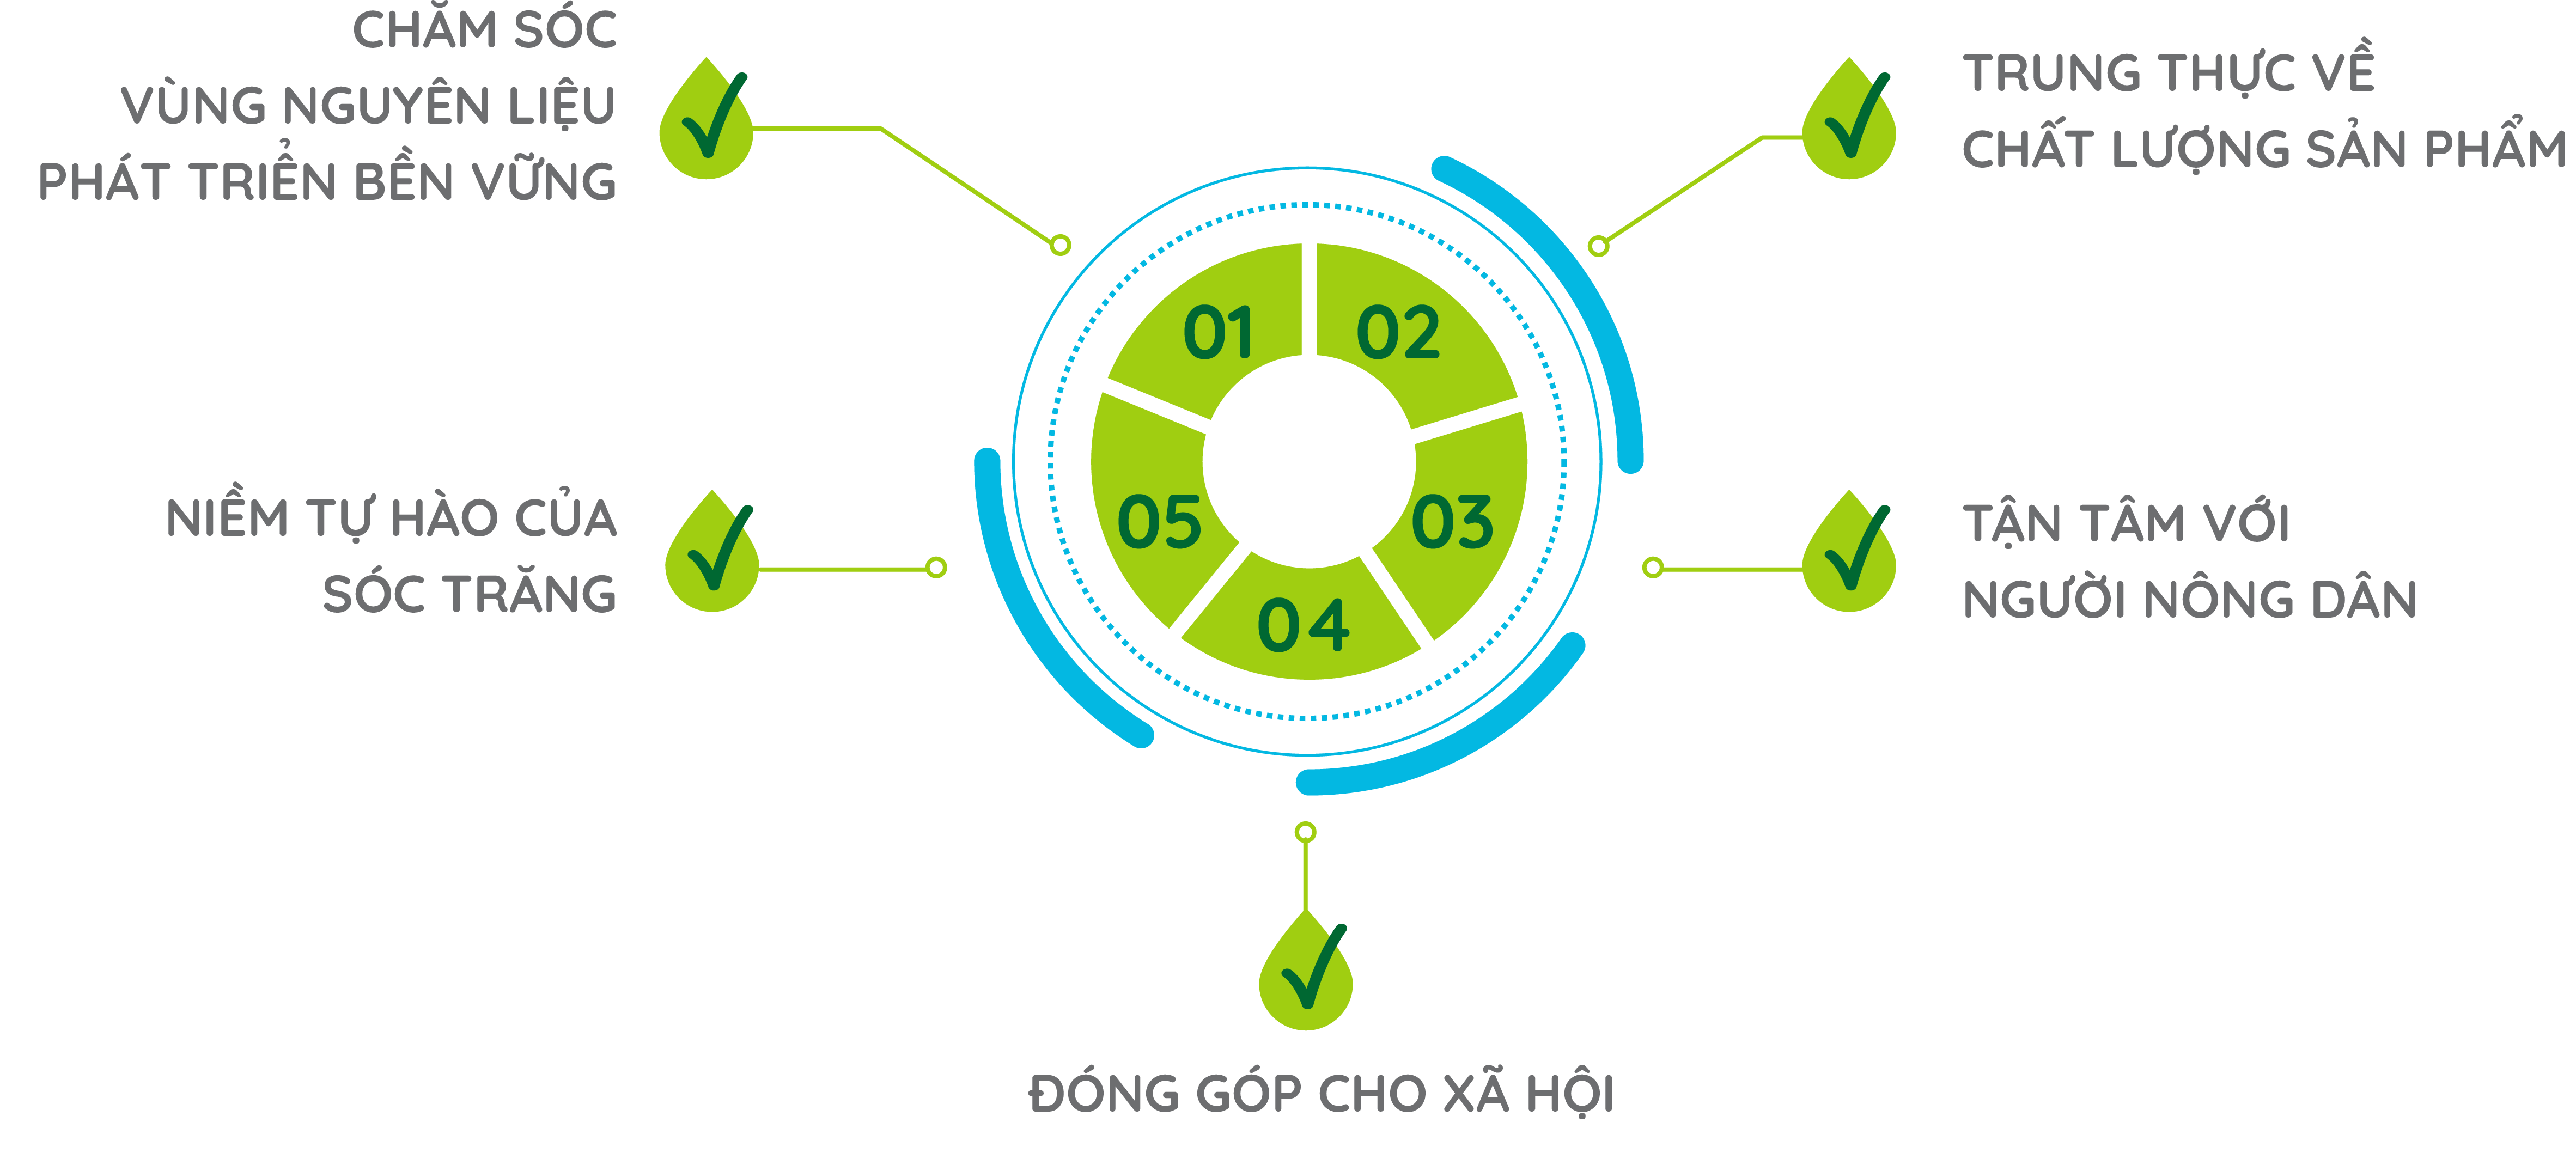 CHĂM SÓC
VÙNG NGUYÊN LIỆU
PHÁT TRIỂN BỀN VỮNG
TRUNG THỰC VỀ
CHẤT LƯỢNG SẢN PHẨM
01
02
03
04
05
NIỀM TỰ HÀO CỦA
SÓC TRĂNG
TẬN TÂM VỚI
NGƯỜI NÔNG DÂN
ĐÓNG GÓP CHO XÃ HỘI